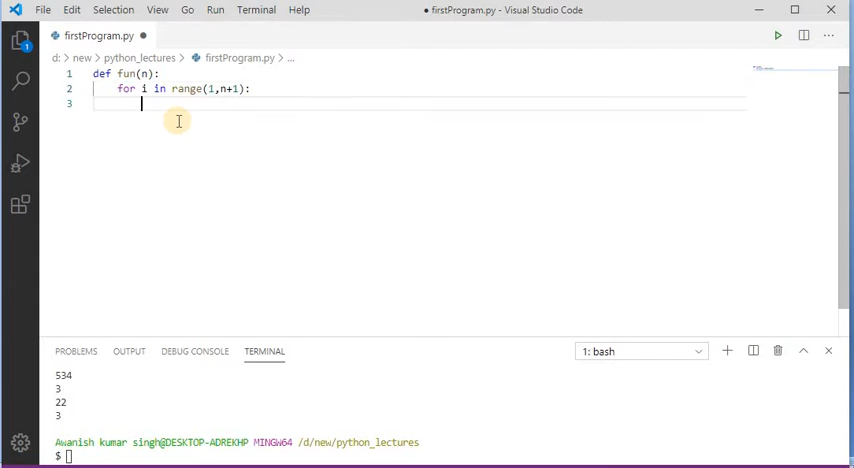 File Edit Selection View Go Run Terminal Help ● firstProgram.py - Visual Studio Code
firstProgram.py ●
d: > new > python_lectures > firstProgram.py > ...
1 def fun(n):
2 for i in range(1,n+1):
3
1
PROBLEMS OUTPUT DEBUG CONSOLE TERMINAL 1: bash
534
3
22
3
Awanish kumar singh@DESKTOP-ADREKHP MINGW64 /d/new/python_lectures
$